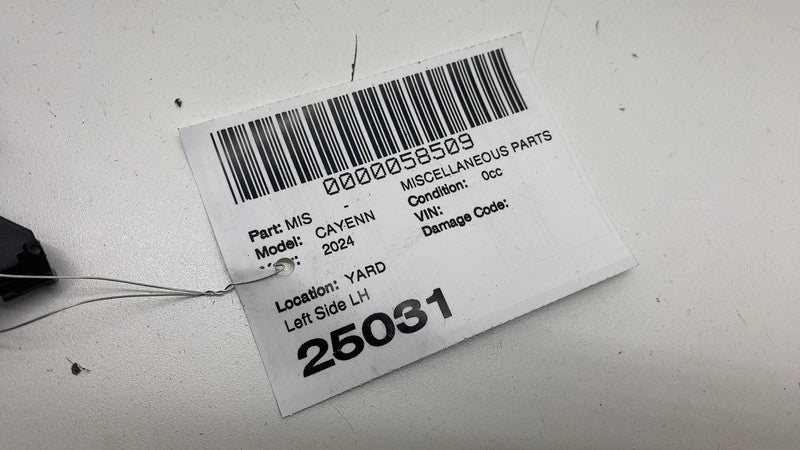 0000058509
Part: MIS - MISCELLANEOUS PARTS
Model: CAYENN Condition: 0cc
2024 VIN:
Damage Code:
Location: YARD
Left Side LH
25031